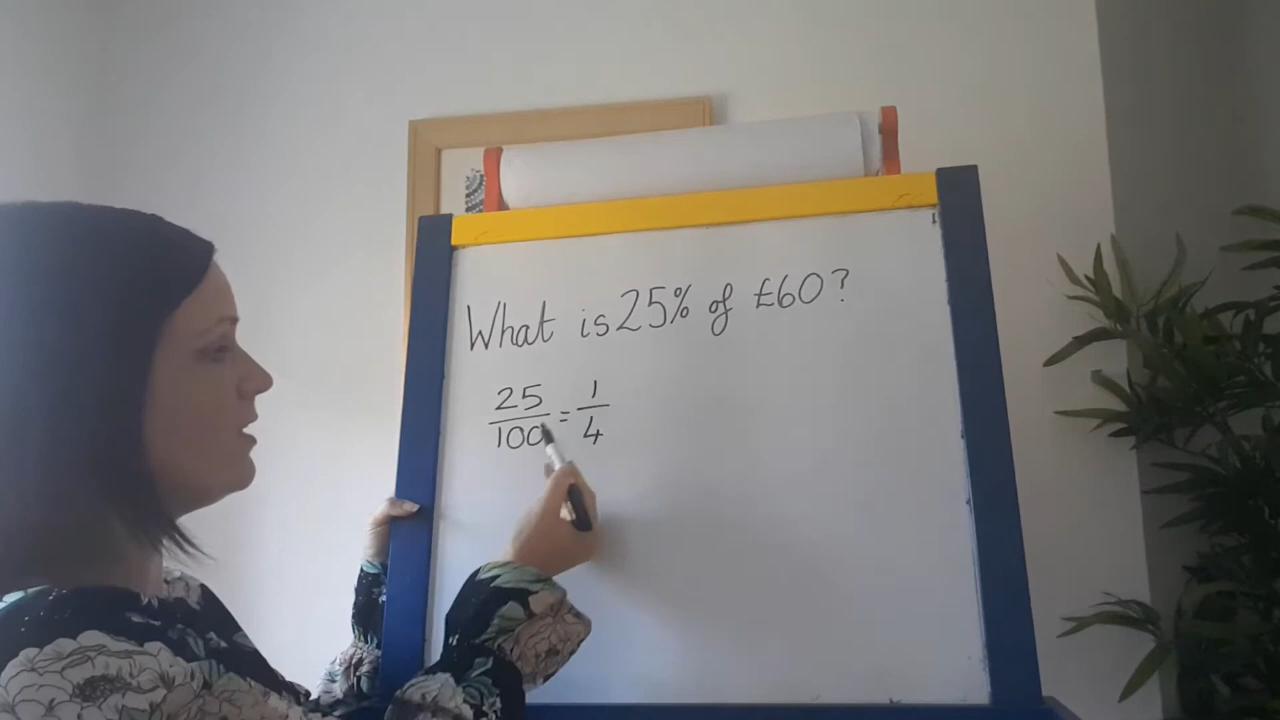 What is 25% of £60?
25/100 = 1/4